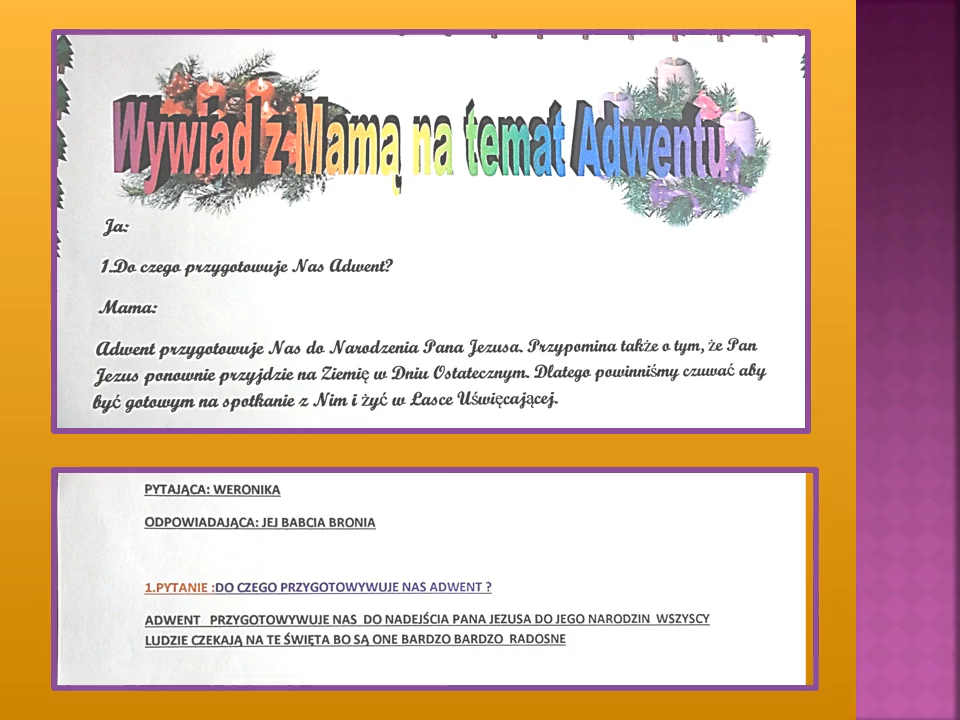 Wywiad z Mamą na temat Adwentu
Ja:
1.Do czego przygotowuje Nas Adwent?
Mama:
Adwent przygotowuje Nas do Narodzenia Pana Jezusa. Przypomina także o tym, że Pan
Jezus ponownie przyjdzie na Ziemię w Dniu Ostatecznym. Dlatego powinniśmy czuwać aby
być gotowym na spotkanie z Nim i żyć w Łasce Uświęcającej.
PYTAJĄCA: WERONIKA
ODPOWIADAJĄCA: JEJ BABCIA BRONIA
1.PYTANIE :DO CZEGO PRZYGOTOWYWUJE NAS ADWENT ?
ADWENT PRZYGOTOWYWUJE NAS DO NADEJŚCIA PANA JEZUSA DO JEGO NARODZIN WSZYSCY
LUDZIE CZEKAJĄ NA TE ŚWIĘTA BO SĄ ONE BARDZO BARDZO RADOSNE